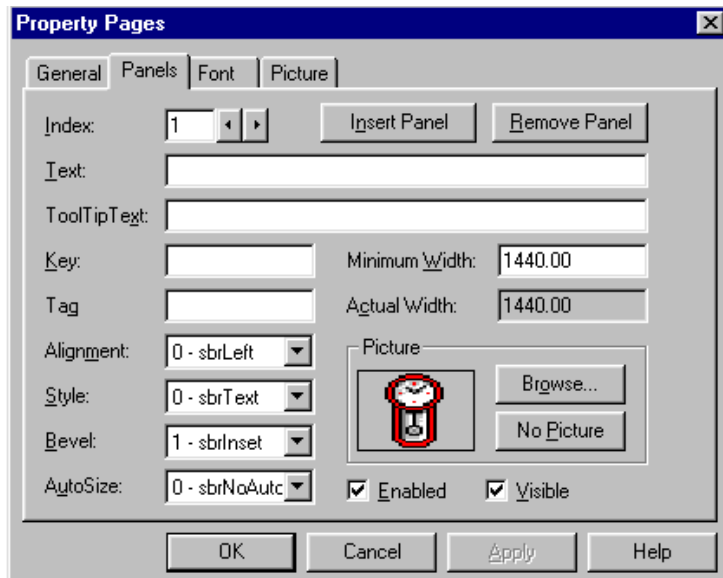 Property Pages
General Panels Font Picture
Index: 1 Insert Panel Remove Panel
Text:
ToolTipText:
Key: Minimum Width: 1440.00
Tag Actual Width: 1440.00
Alignment: 0 - sbrLeft Picture
Style: 0 - sbrText Browse...
Bevel: 1 - sbrInset No Picture
AutoSize: 0 - sbrNoAutc Enabled Visible
OK Cancel Apply Help